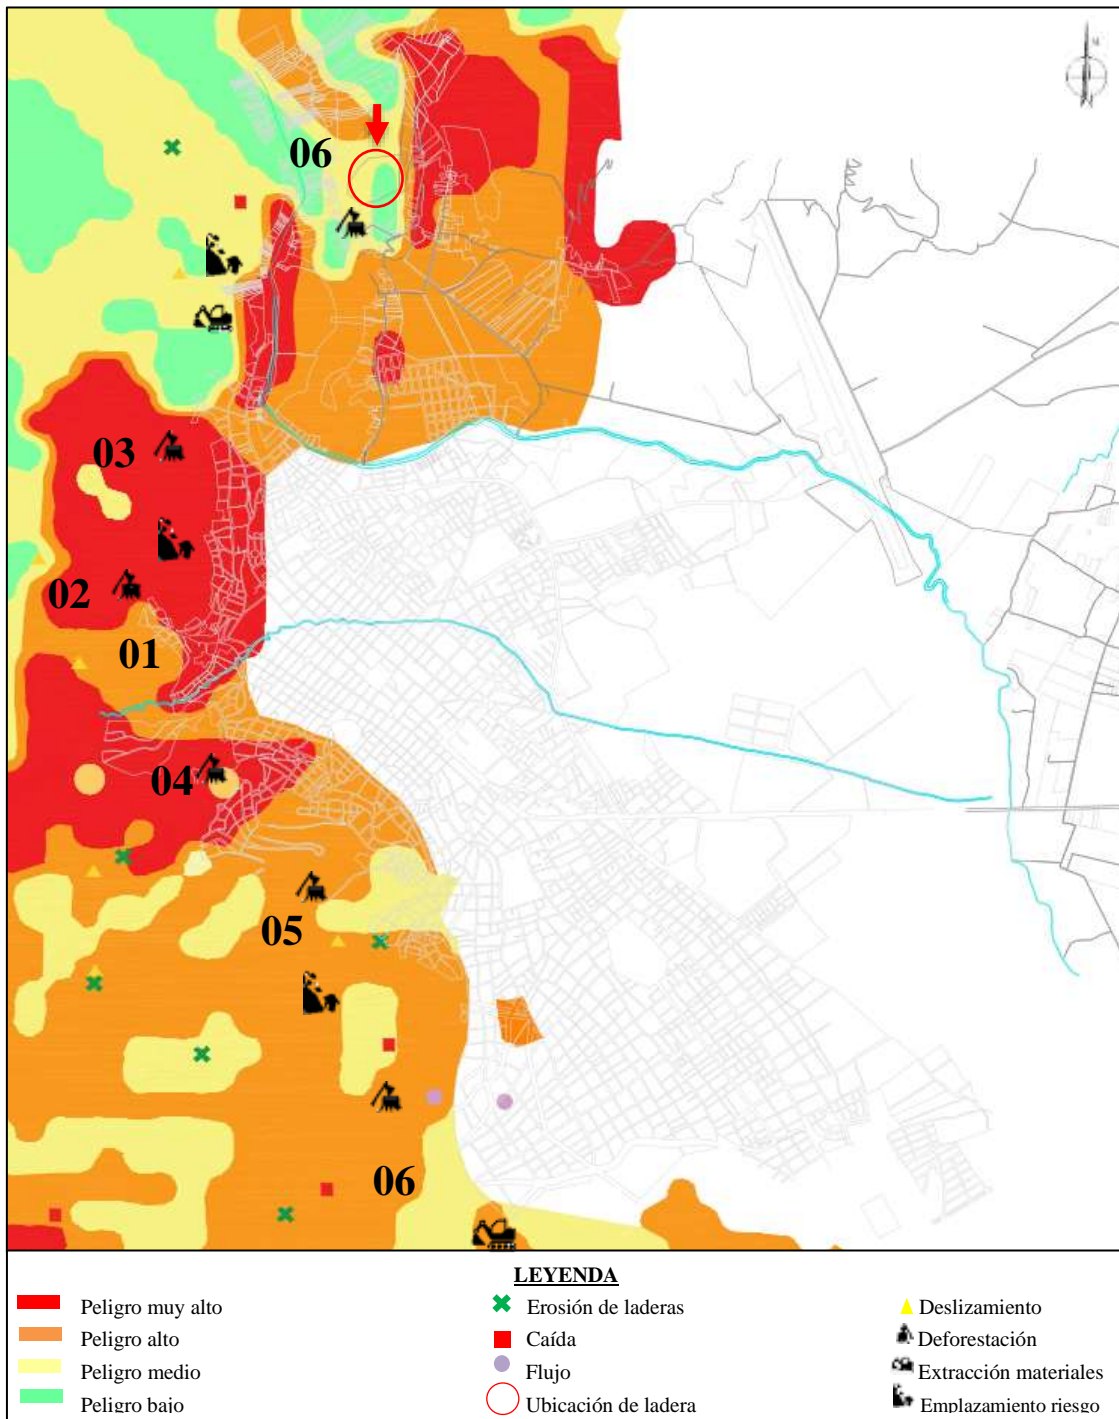 N
06
03
02
01
04
05
06
LEYENDA
Peligro muy alto
Erosión de laderas
Deslizamiento
Peligro alto
Caída
Deforestación
Peligro medio
Flujo
Extracción materiales
Peligro bajo
Ubicación de ladera
Emplazamiento riesgo